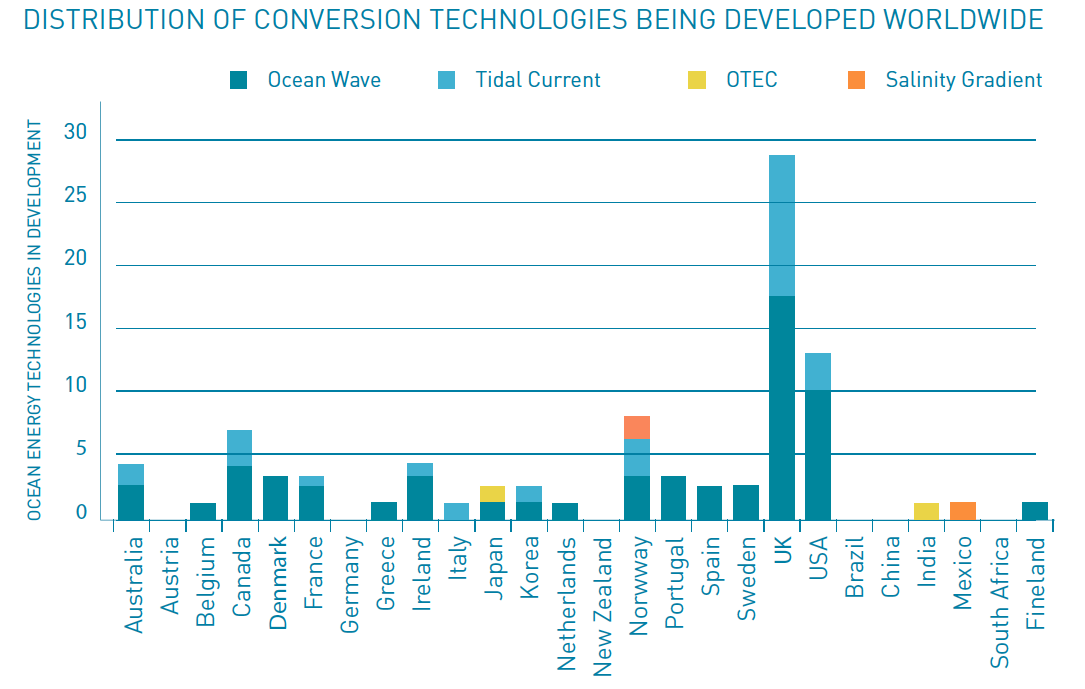 DISTRIBUTION OF CONVERSION TECHNOLOGIES BEING DEVELOPED WORLDWIDE
Ocean Wave
Tidal Current
OTEC
Salinity Gradient
OCEAN ENERGY TECHNOLOGIES IN DEVELOPMENT
30
25
20
15
10
5
0
Australia
Austria
Belgium
Canada
Denmark
France
Germany
Greece
Ireland
Italy
Japan
Korea
Netherlands
New Zealand
Norwway
Portugal
Spain
Sweden
UK
USA
Brazil
China
India
Mexico
South Africa
Fineland